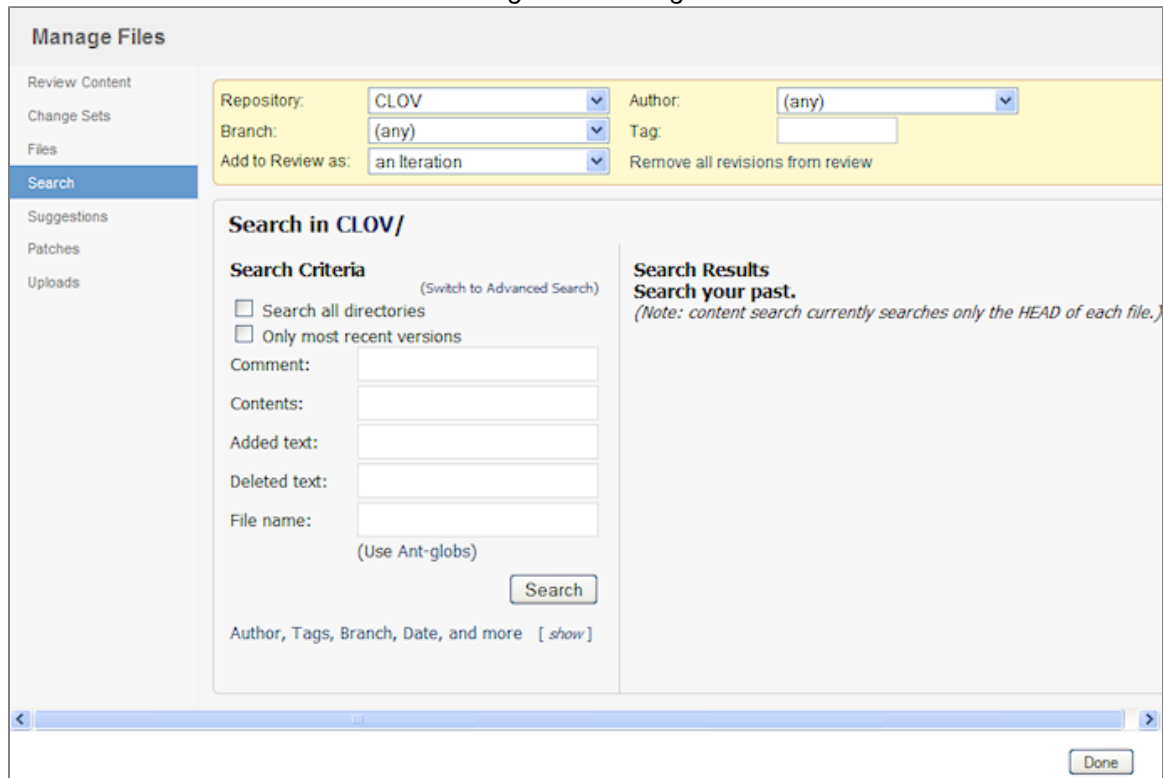 Manage Files
Review Content
Change Sets
Files
Search
Suggestions
Patches
Uploads
Repository: CLOV Author: (any)
Branch: (any) Tag:
Add to Review as: an Iteration Remove all revisions from review
Search in CLOV/
Search Criteria
(Switch to Advanced Search)
Search all directories
Only most recent versions
Comment:
Contents:
Added text:
Deleted text:
File name:
(Use Ant-globs)
Search
Author, Tags, Branch, Date, and more [ show ]
Search Results
Search your past.
(Note: content search currently searches only the HEAD of each file.)
Done